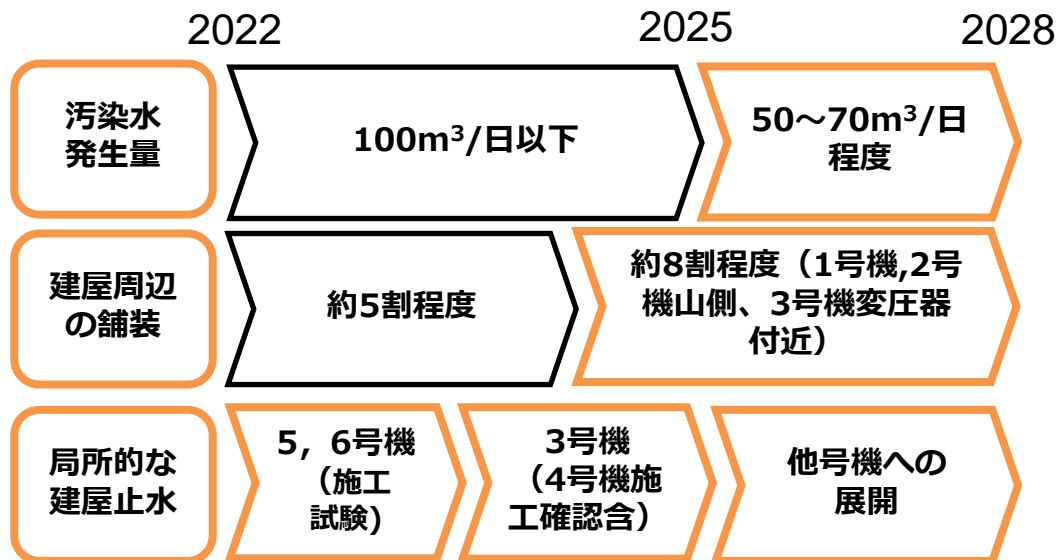 2022
2025
2028
汚染水
発生量
100m³/日以下
50～70m³/日
程度
建屋周辺
の舗装
約5割程度
約8割程度（1号機,2号
機山側、3号機変圧器
付近）
局所的な
建屋止水
5，6号機
（施工
試験)
3号機
（4号機施
工確認含）
他号機への
展開